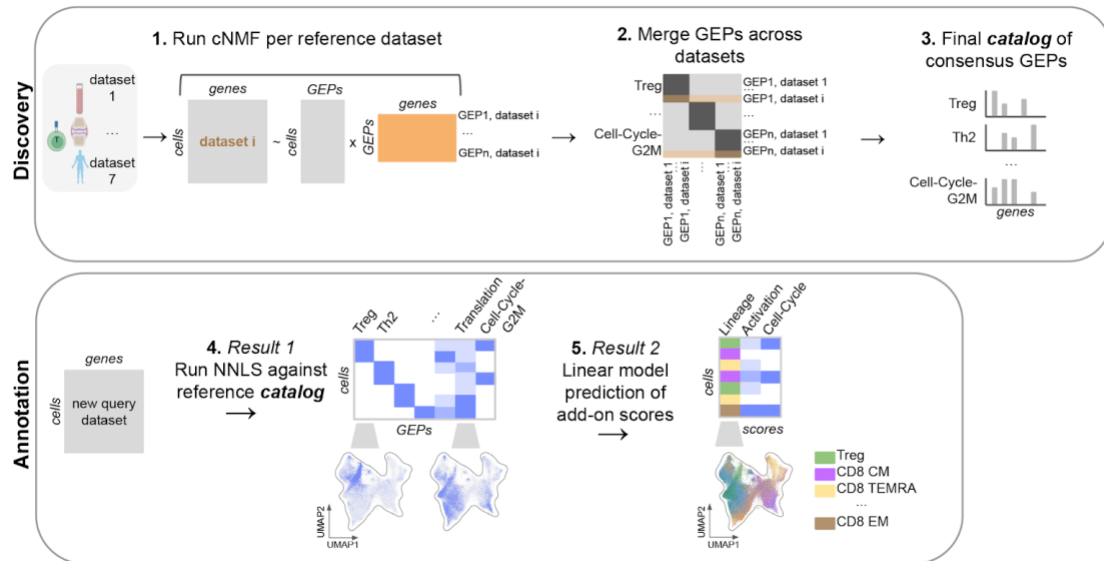 Discovery
1. Run cNMF per reference dataset
dataset
1
...
dataset
7
T
genes
cells
dataset i
~
GEPs
cells
x
genes
GEPs
GEP1, dataset i
...
GEPn, dataset i
2. Merge GEPs across
datasets
Treg
...
Cell-Cycle-
G2M
GEP1, dataset 1
...
GEP1, dataset i
...
GEPn, dataset 1
...
GEPn, dataset i
GEP1, dataset 1
...
GEP1, dataset i
...
GEPn, dataset 1
...
GEPn, dataset i
3. Final catalog of
consensus GEPs
Treg
Th2
...
Cell-Cycle-
G2M
genes
Annotation
genes
cells
new query
dataset
4. Result 1
Run NNLS against
reference catalog
Treg
Th2
...
Translation
Cell-Cycle-
G2M
cells
GEPs
UMAP2
UMAP1
5. Result 2
Linear model
prediction of
add-on scores
Lineage
Activation
Cell-Cycle
cells
scores
UMAP2
UMAP1
Treg
CD8 CM
CD8 TEMRA
...
CD8 EM